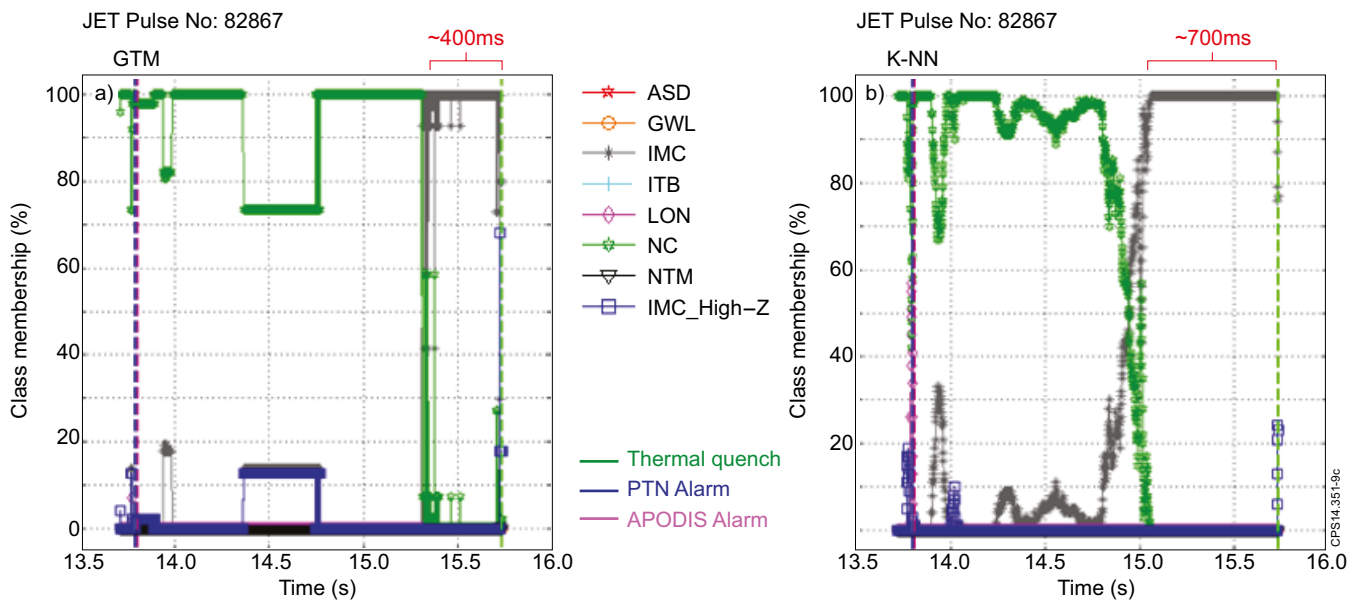 JET Pulse No: 82867
~400ms
GTM
a)
100
80
60
40
20
0
13.5 14.0 14.5 15.0 15.5 16.0
Time (s)
Class membership (%)
ASD
GWL
IMC
ITB
LON
NC
NTM
IMC_High–Z
Thermal quench
PTN Alarm
APODIS Alarm
JET Pulse No: 82867
~700ms
K-NN
b)
100
80
60
40
20
13.5 14.0 14.5 15.0 15.5 16.0
Time (s)
Class membership (%)
CPS14.351-9c